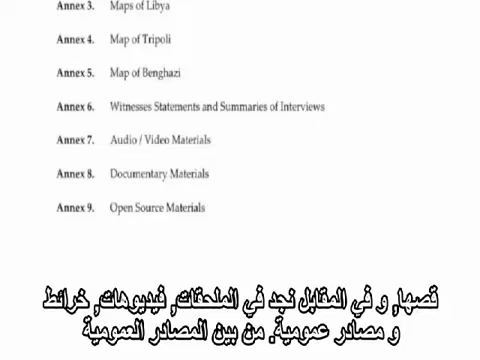 Annex 3. Maps of Libya
Annex 4. Map of Tripoli
Annex 5. Map of Benghazi
Annex 6. Witnesses Statements and Summaries of Interviews
Annex 7. Audio / Video Materials
Annex 8. Documentary Materials
Annex 9. Open Source Materials
قصها, و في المقابل نجد في الملحقات, فيديوهات, خرائط
و مصادر عمومية. من بين المصادر العمومية